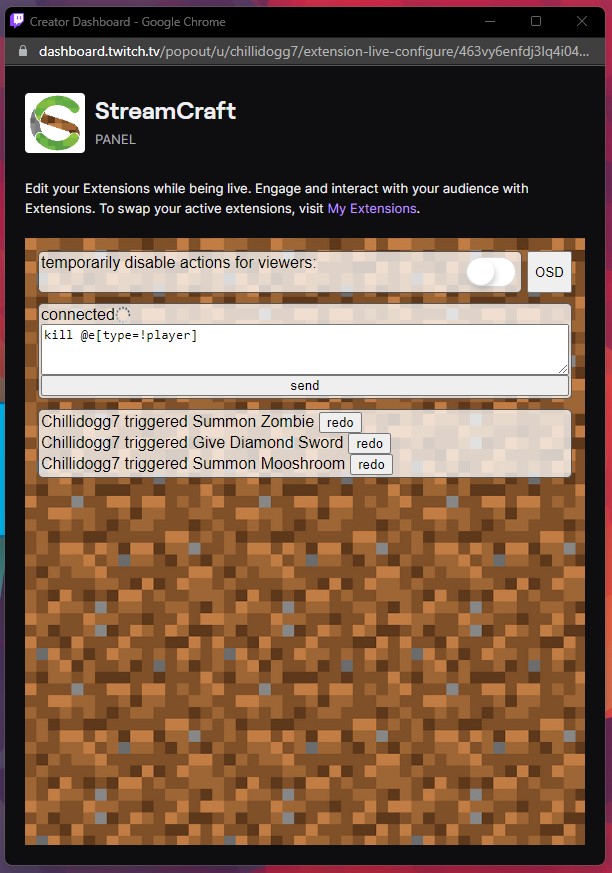 Creator Dashboard - Google Chrome
dashboard.twitch.tv/popout/u/chillidogg7/extension-live-configure/463vy6enfdj3lq4i04...
StreamCraft
PANEL
Edit your Extensions while being live. Engage and interact with your audience with
Extensions. To swap your active extensions, visit My Extensions.
temporarily disable actions for viewers:
OSD
connected
kill @e[type=!player]
send
Chillidogg7 triggered Summon Zombie redo
Chillidogg7 triggered Give Diamond Sword redo
Chillidogg7 triggered Summon Mooshroom redo